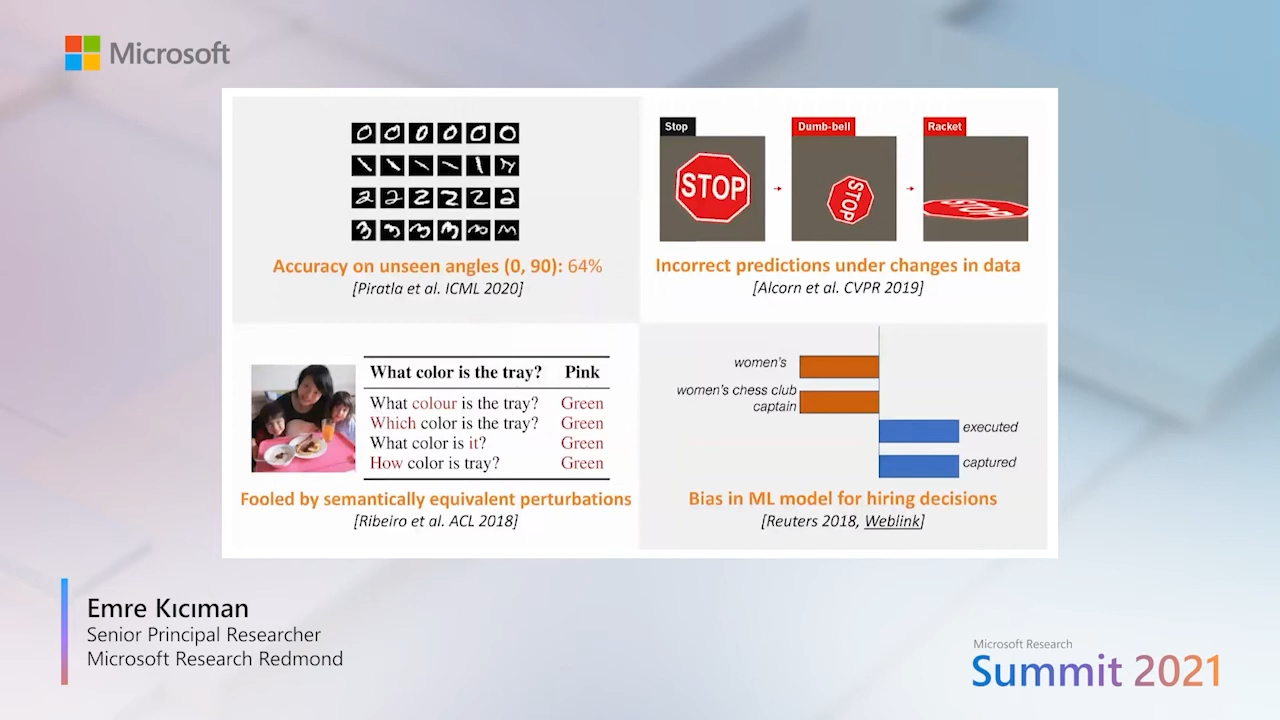 Microsoft
Accuracy on unseen angles (0, 90): 64%
[Piratla et al. ICML 2020]
Stop
Dumb-bell
Racket
STOP
STOP
STOP
Incorrect predictions under changes in data
[Alcorn et al. CVPR 2019]
What color is the tray? Pink
What colour is the tray? Green
Which color is the tray? Green
What color is it? Green
How color is tray? Green
Fooled by semantically equivalent perturbations
[Ribeiro et al. ACL 2018]
women's
women's chess club
captain
executed
captured
Bias in ML model for hiring decisions
[Reuters 2018, Weblink]
Emre Kıcıman
Senior Principal Researcher
Microsoft Research Redmond
Microsoft Research
Summit 2021